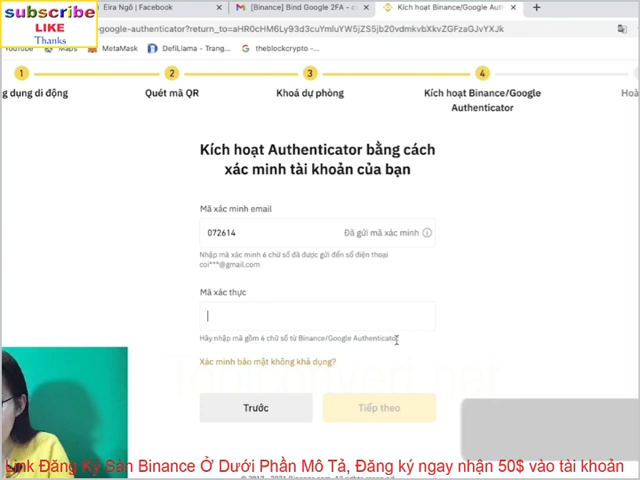 subscribe
LIKE
Thanks
Eira Ngô | Facebook
[Binance] Bind Google 2FA
Kích hoạt Binance/Google Auth
-google-authenticator?return_to=aHR0cHM6Ly93d3cuYmluYW5jZS5jb20vdmkvbXkvZGFzaGJvYXJk
YouTube
Maps
MetaMask
DefiLlama - Trang...
theblockcrypto -...
1
2
3
4
g dụng di động
Quét mã QR
Khoá dự phòng
Kích hoạt Binance/Google
Authenticator
Hoà
Kích hoạt Authenticator bằng cách
xác minh tài khoản của bạn
Mã xác minh email
072614
Đã gửi mã xác minh
Nhập mã xác minh 6 chữ số đã được gửi đến số điện thoại
coi***@gmail.com
Mã xác thực
Hãy nhập mã gồm 6 chữ số từ Binance/Google Authenticator
Xác minh bảo mật không khả dụng?
Trước
Tiếp theo
Link Đăng Ký Sàn Binance Ở Dưới Phần Mô Tả, Đăng ký ngay nhận 50$ vào tài khoản